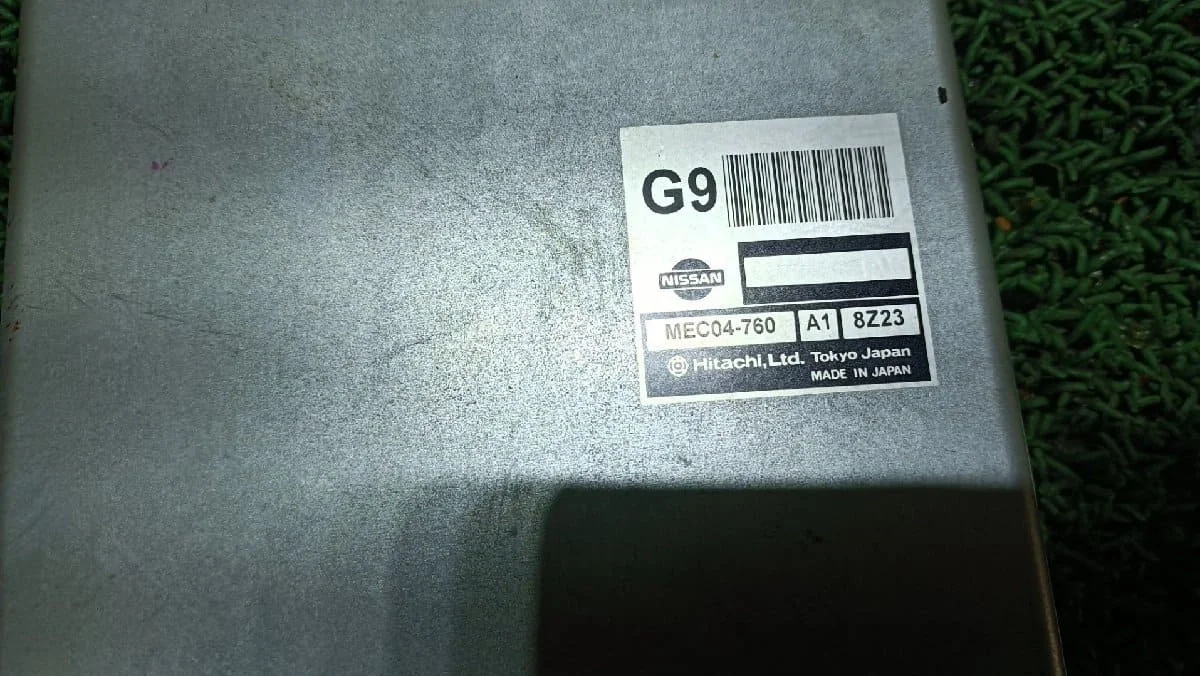 G9
NISSAN
MEC04-760 A1 8Z23
Hitachi, Ltd. Tokyo Japan
MADE IN JAPAN